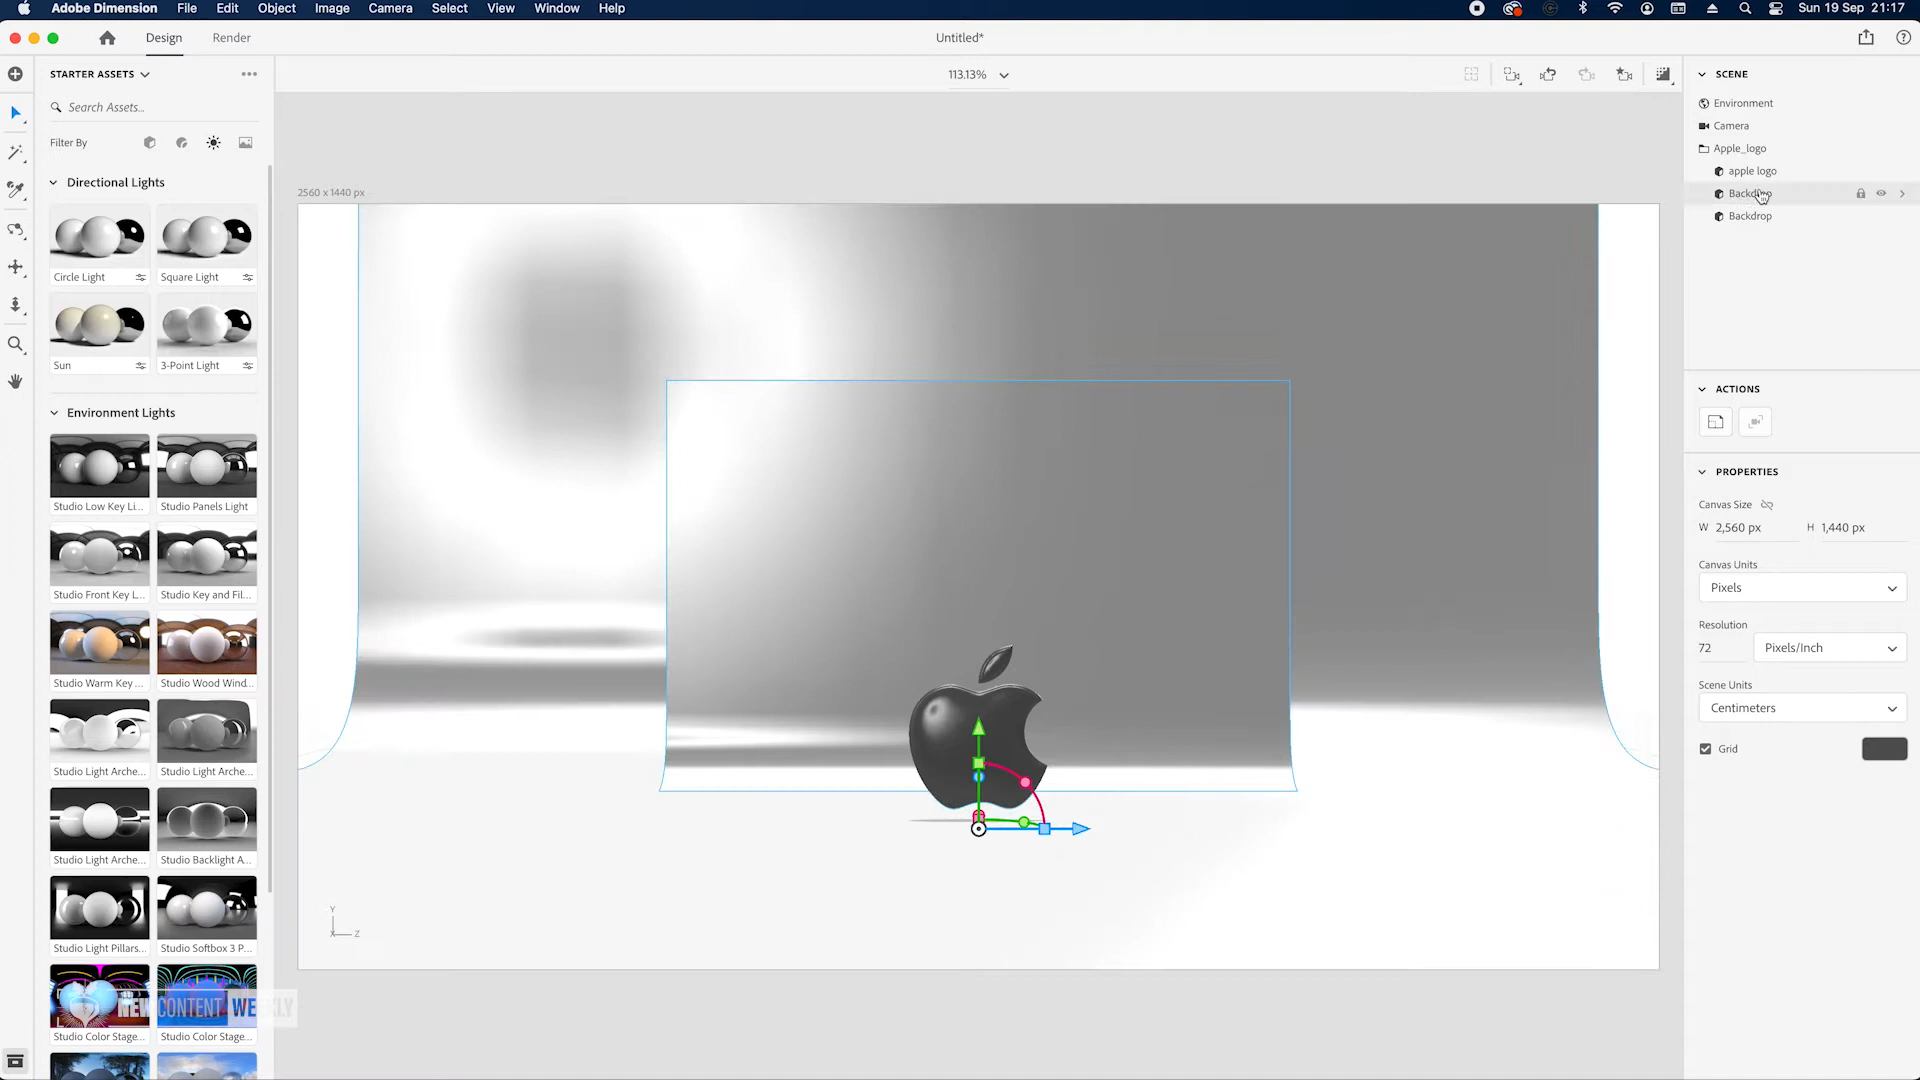 Adobe Dimension File Edit Object Image Camera Select View Window Help Sun 19 Sep 21:17
Design Render Untitled*
STARTER ASSETS
Search Assets...
Filter By
Directional Lights
Circle Light Square Light
Sun 3-Point Light
Environment Lights
Studio Low Key Li... Studio Panels Light
Studio Front Key L... Studio Key and Fil...
Studio Warm Key ... Studio Wood Wind...
Studio Light Arche... Studio Light Arche...
Studio Light Arche... Studio Backlight A...
Studio Light Pillars... Studio Softbox 3 P...
NEW CONTENT WEEKLY
Studio Color Stage... Studio Color Stage...
113.13%
2560 x 1440 px
Y
X Z
SCENE
Environment
Camera
Apple_logo
apple logo
Backdrop
Backdrop
ACTIONS
PROPERTIES
Canvas Size
W 2,560 px H 1,440 px
Canvas Units
Pixels
Resolution
72 Pixels/Inch
Scene Units
Centimeters
Grid